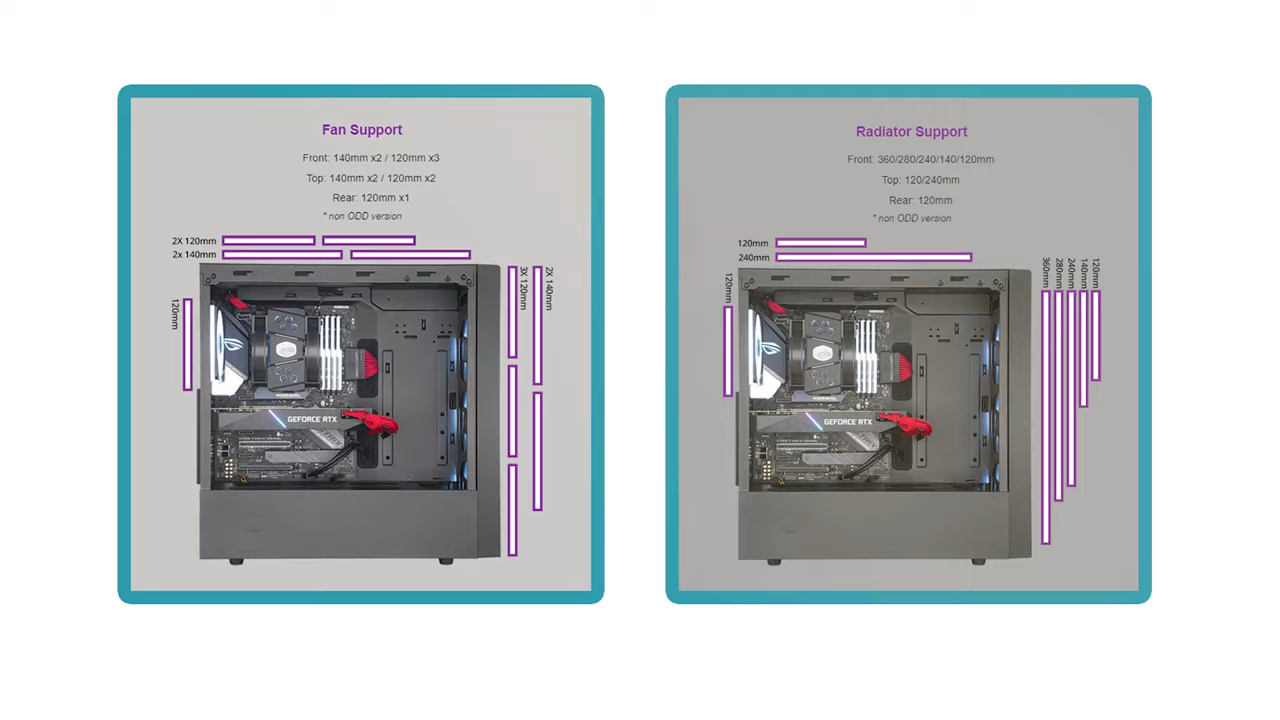 Fan Support
Front: 140mm x2 / 120mm x3
Top: 140mm x2 / 120mm x2
Rear: 120mm x1
* non ODD version
2X 120mm
2x 140mm
120mm
3X 120mm
2X 140mm
GEFORCE RTX
Radiator Support
Front: 360/280/240/140/120mm
Top: 120/240mm
Rear: 120mm
* non ODD version
120mm
240mm
120mm
360mm
280mm
240mm
140mm
120mm
GEFORCE RTX